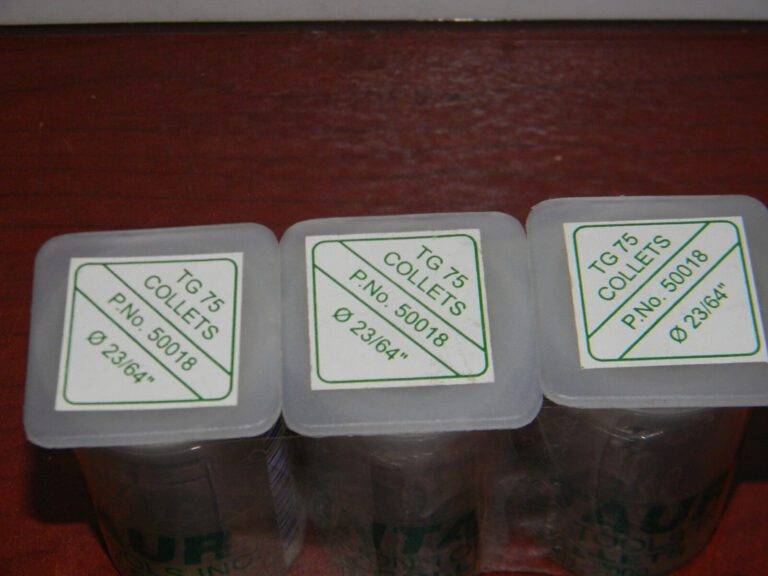 TG 75
COLLETS
P.No. 50018
Ø 23/64"
TG 75
COLLETS
P.No. 50018
Ø 23/64"
TG 75
COLLETS
P.No. 50018
Ø 23/64"